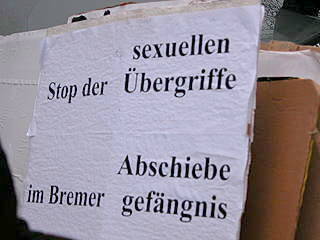 sexuellen
Stop der Übergriffe
Abschiebe
im Bremer gefängnis